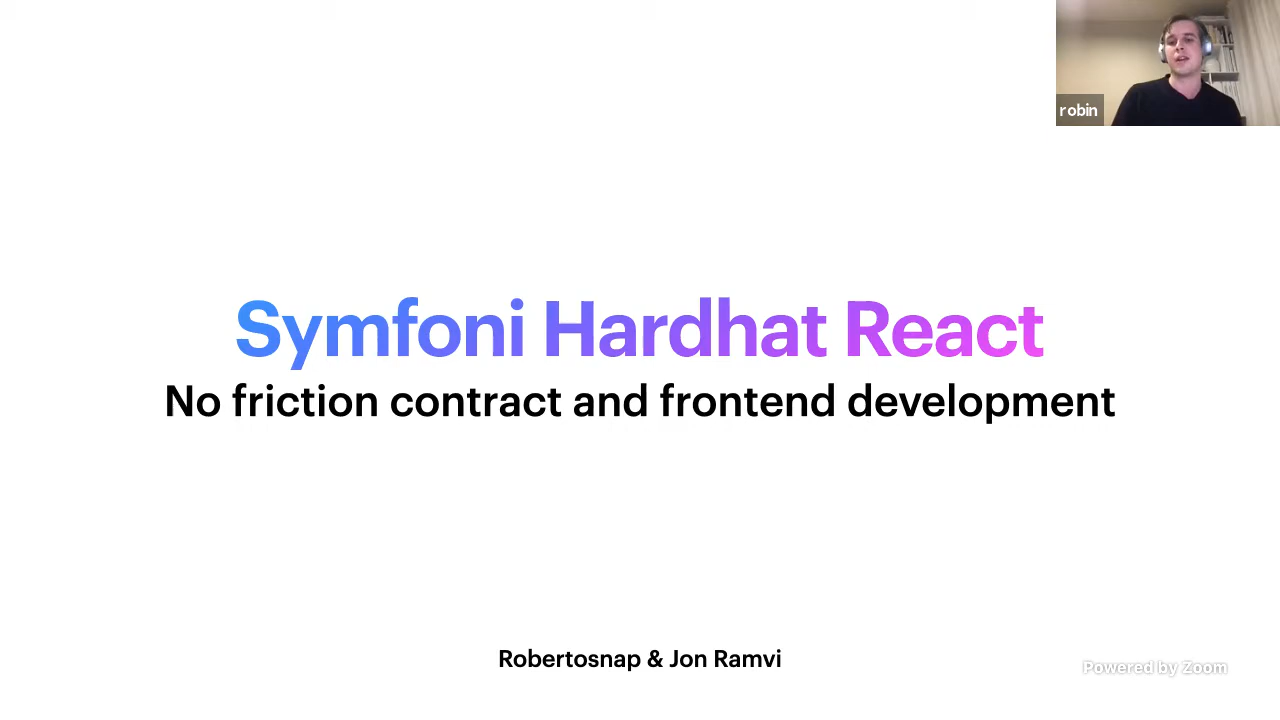 robin
Symfoni Hardhat React
No friction contract and frontend development
Robertosnap & Jon Ramvi
Powered by Zoom